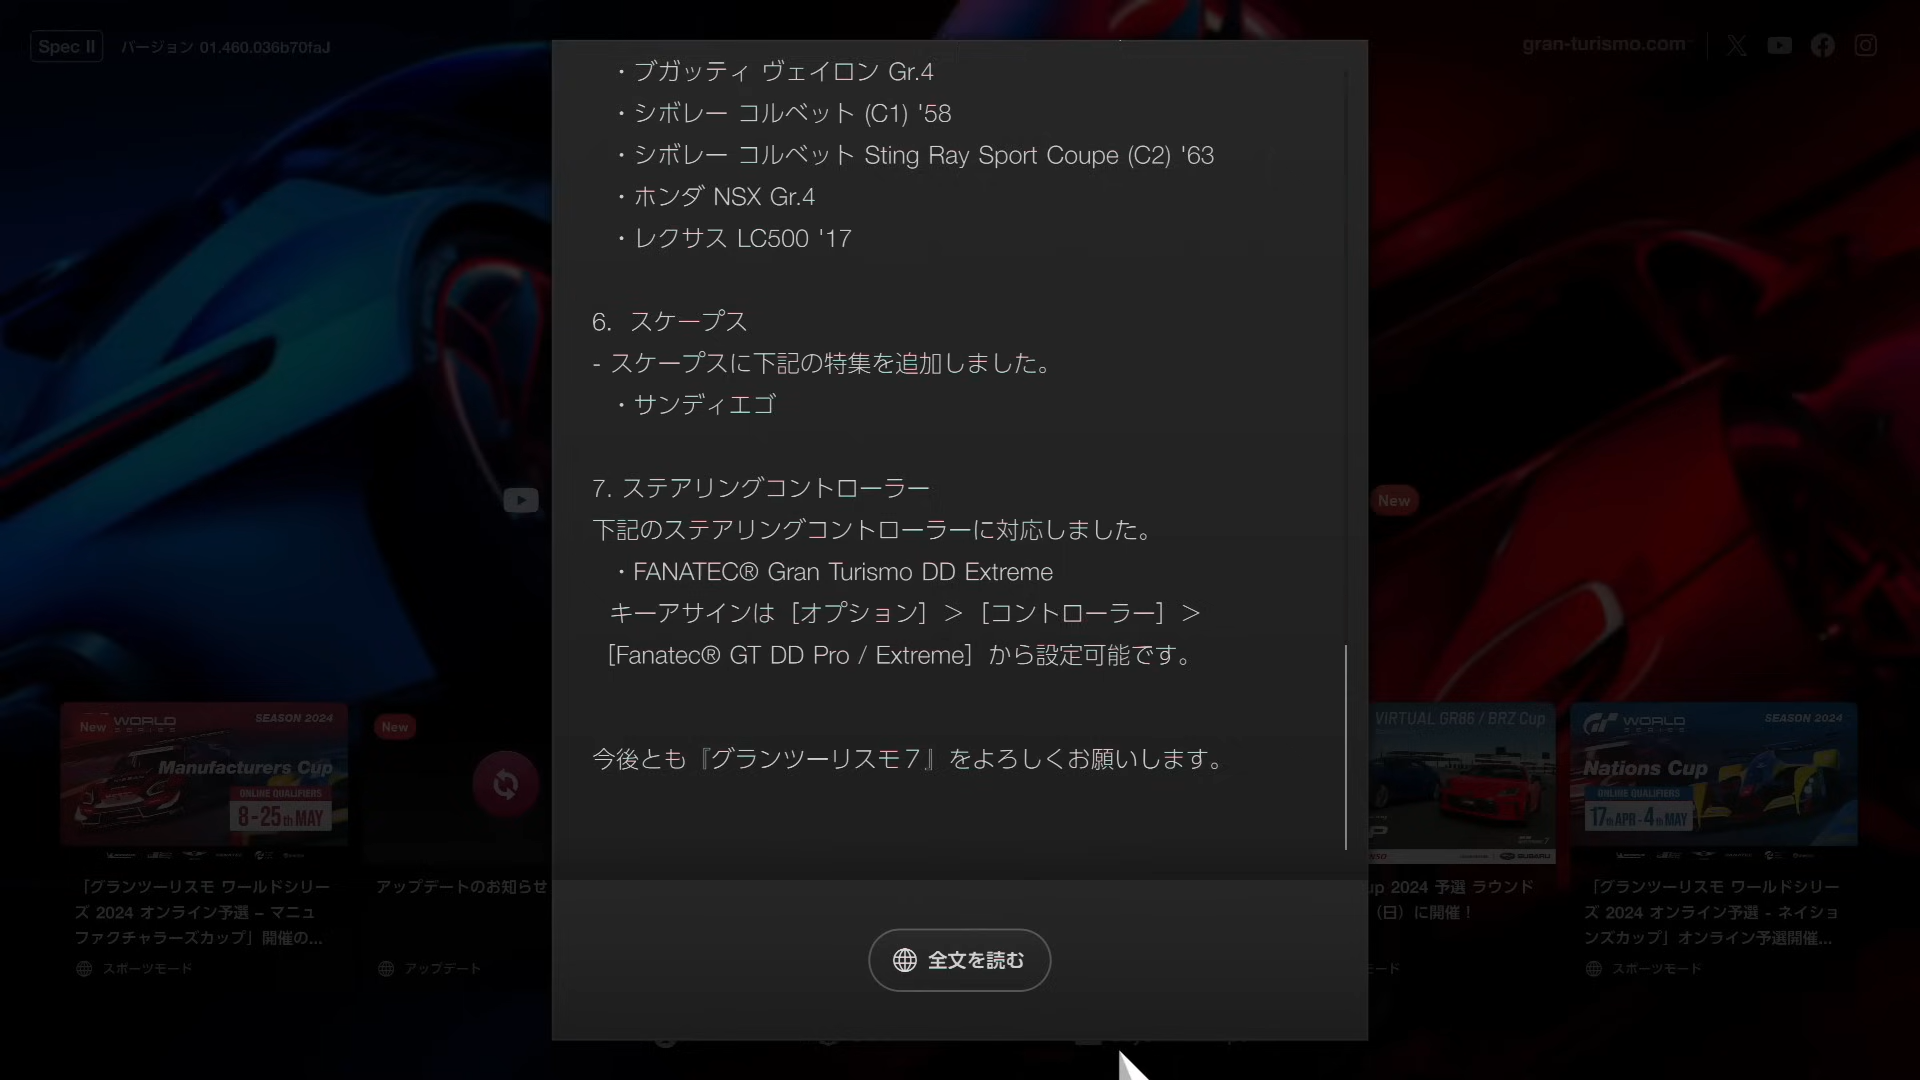 Spec II
バージョン 01.460.036b70faJ
gran-turismo.com
・ブガッティ ヴェイロン Gr.4
・シボレー コルベット (C1) '58
・シボレー コルベット Sting Ray Sport Coupe (C2) '63
・ホンダ NSX Gr.4
・レクサス LC500 '17
6. スケープス
- スケープスに下記の特集を追加しました。
・サンディエゴ
7. ステアリングコントローラー
下記のステアリングコントローラーに対応しました。
・FANATEC® Gran Turismo DD Extreme
キーアサインは［オプション］＞［コントローラー］＞
［Fanatec® GT DD Pro / Extreme］から設定可能です。
今後とも『グランツーリスモ７』をよろしくお願いします。
全文を読む
New
New WORLD SERIES
SEASON 2024
Manufacturers Cup
ONLINE QUALIFIERS
8-25th MAY
「グランツーリスモ ワールドシリー
ズ 2024 オンライン予選 – マニュ
ファクチャラーズカップ」開催の...
スポーツモード
New
アップデートのお知らせ
アップデート
VIRTUAL GR86 / BRZ Cup
SUBARU
up 2024 予選 ラウンド
（日）に開催！
モード
WORLD SERIES
SEASON 2024
Nations Cup
ONLINE QUALIFIERS
17th APR - 4th MAY
「グランツーリスモ ワールドシリー
ズ 2024 オンライン予選 - ネイショ
ンズカップ」オンライン予選開催...
スポーツモード